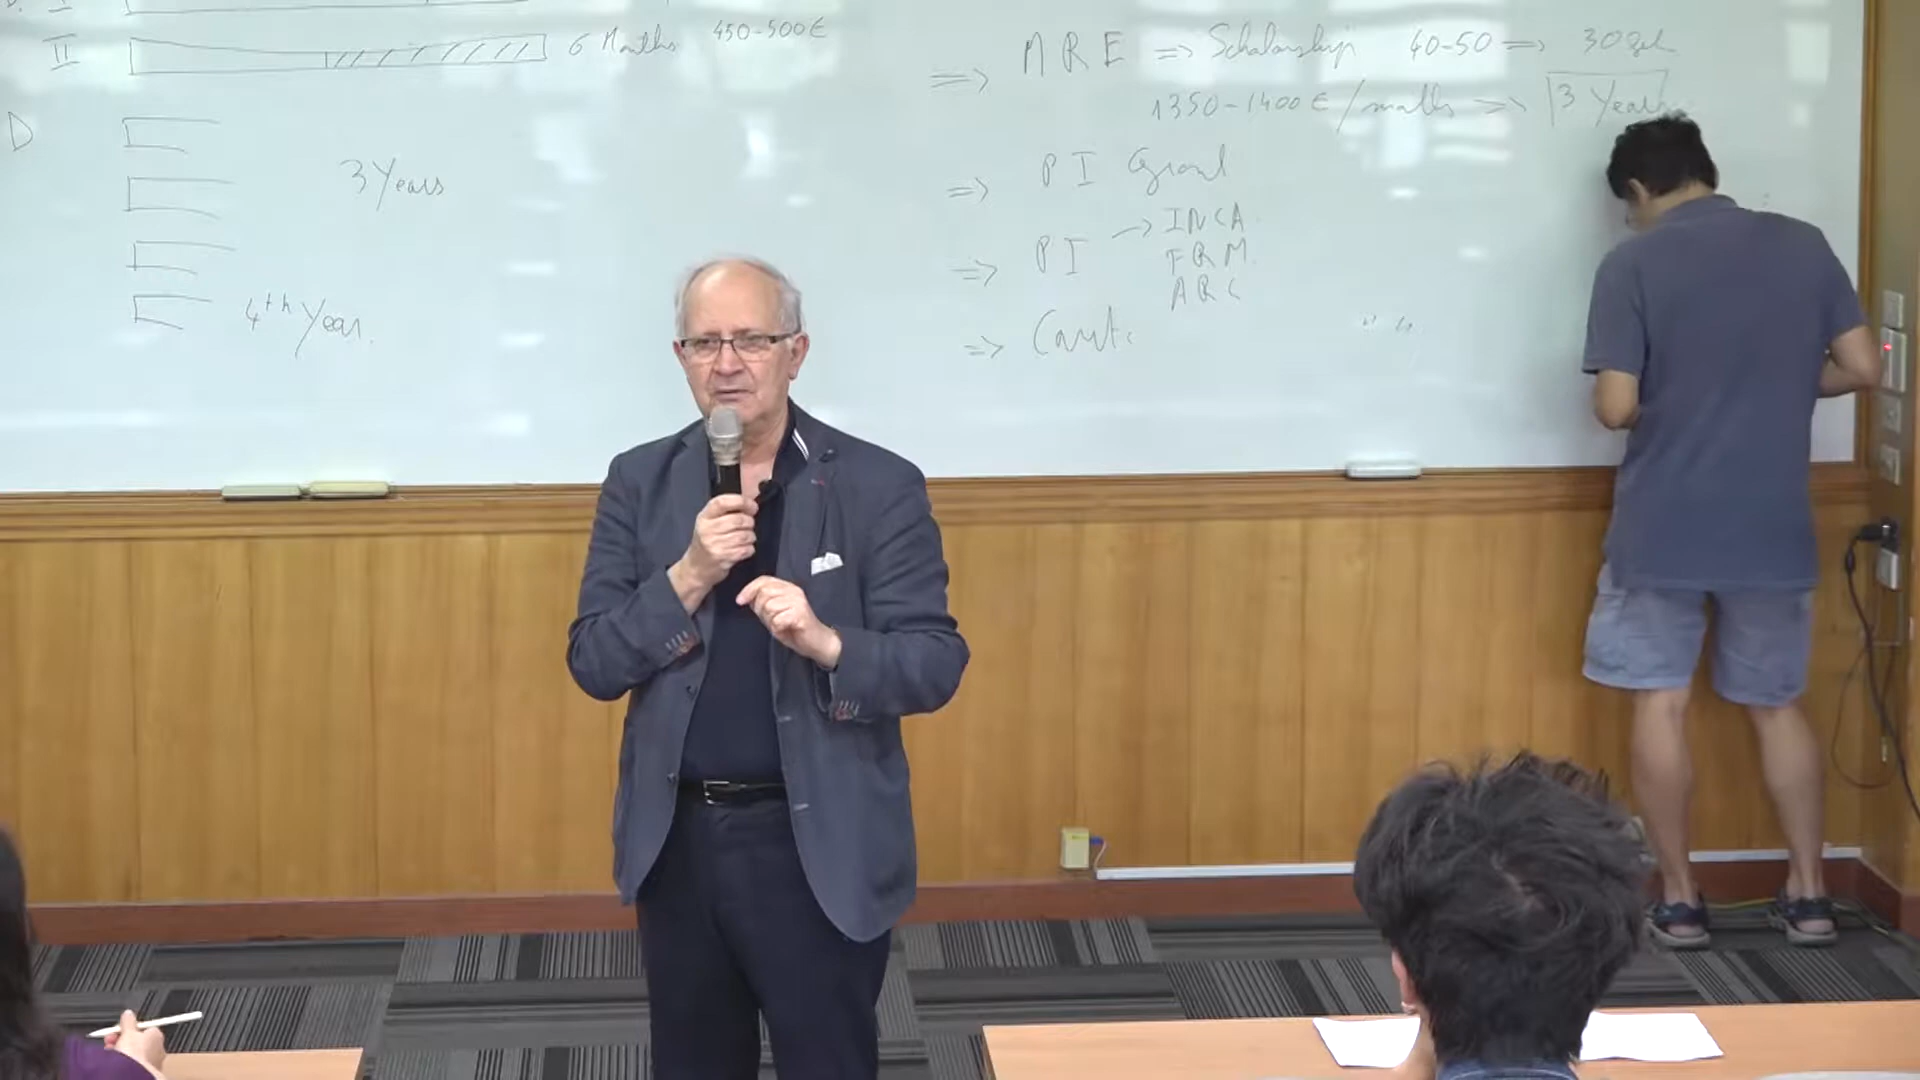 II 6 Months 450-500€
D
3 Years
4th Year.
=> MRE => Scholarship 40-50 => 30
1350-1400€/months => 3 Years
=> PI Grant
=> PI -> INCA
FRM
ARC
=>